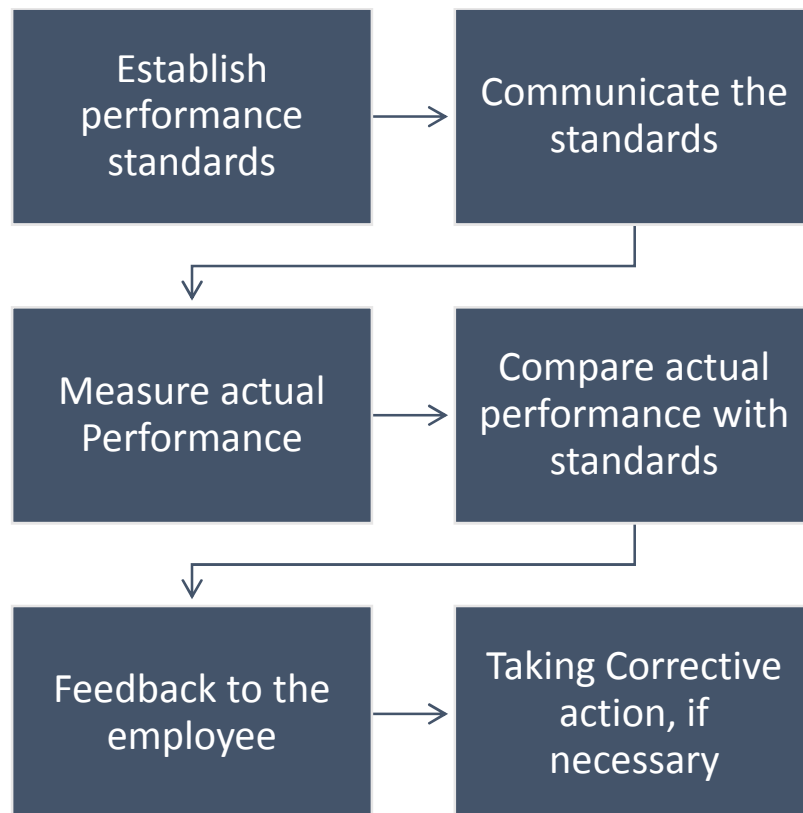 Establish
performance
standards
Communicate the
standards
Measure actual
Performance
Compare actual
performance with
standards
Feedback to the
employee
Taking Corrective
action, if
necessary